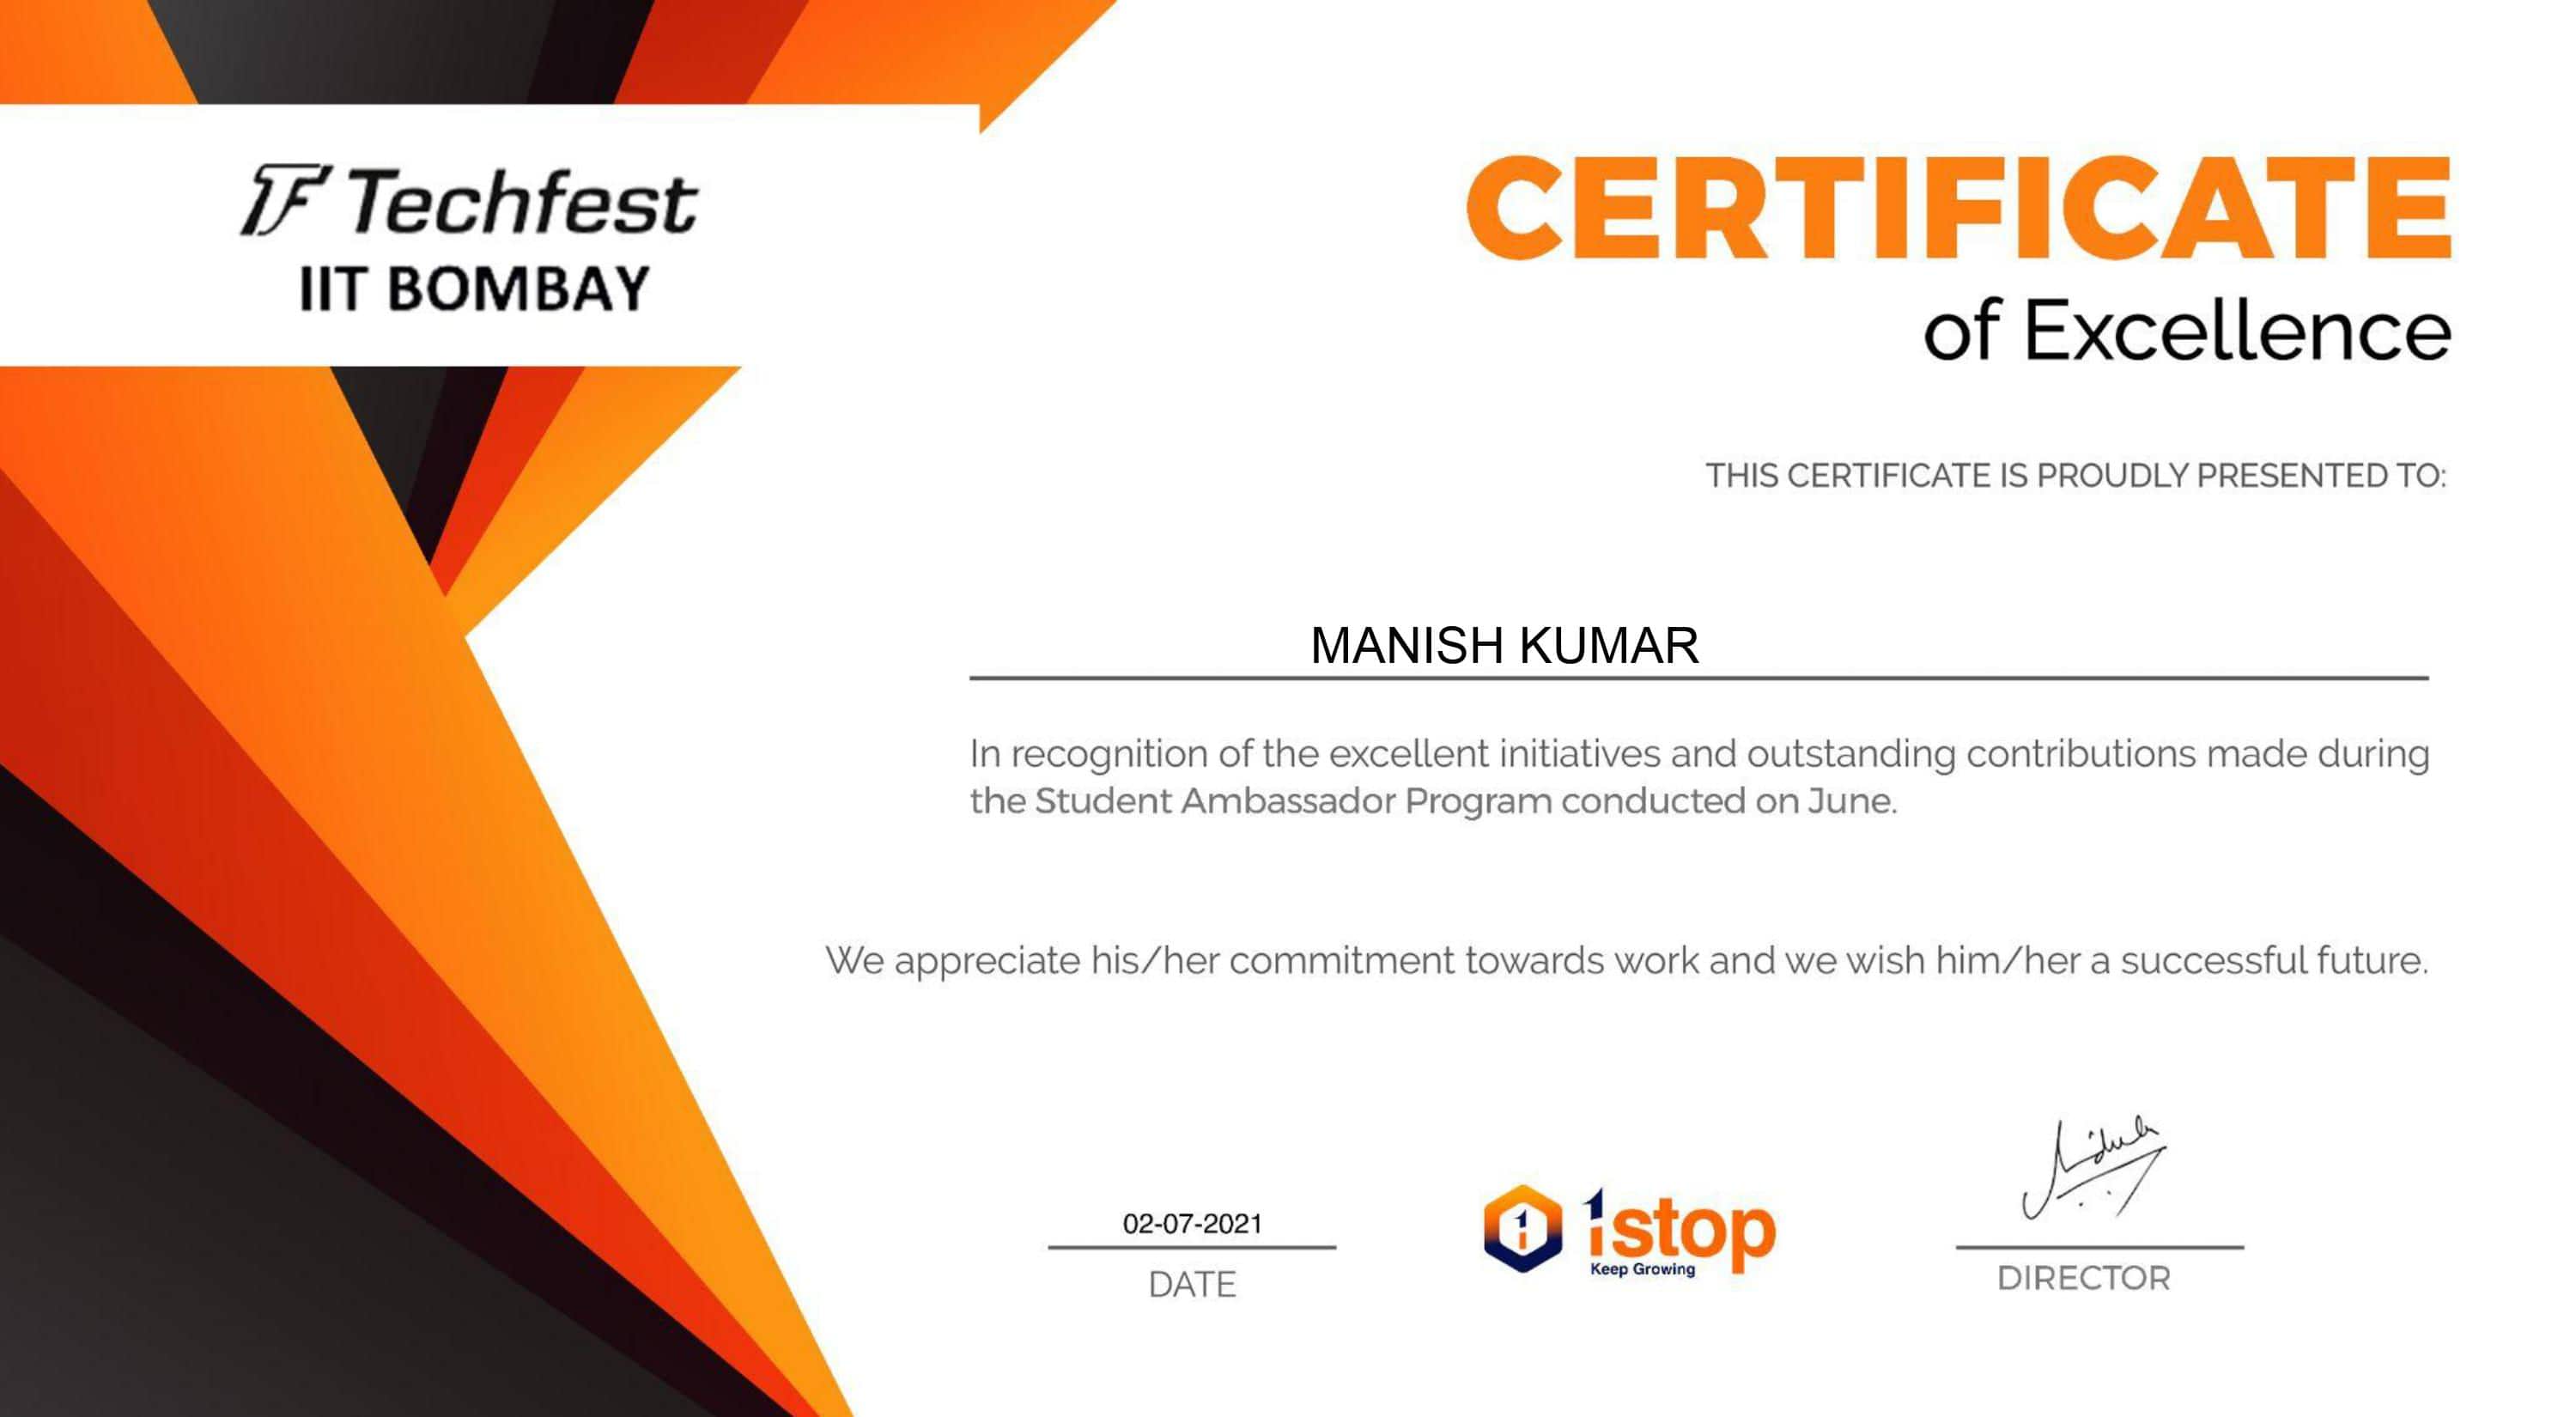 Techfest
IIT BOMBAY
CERTIFICATE
of Excellence
THIS CERTIFICATE IS PROUDLY PRESENTED TO:
MANISH KUMAR
In recognition of the excellent initiatives and outstanding contributions made during
the Student Ambassador Program conducted on June.
We appreciate his/her commitment towards work and we wish him/her a successful future.
02-07-2021
DATE
1stop
Keep Growing
DIRECTOR